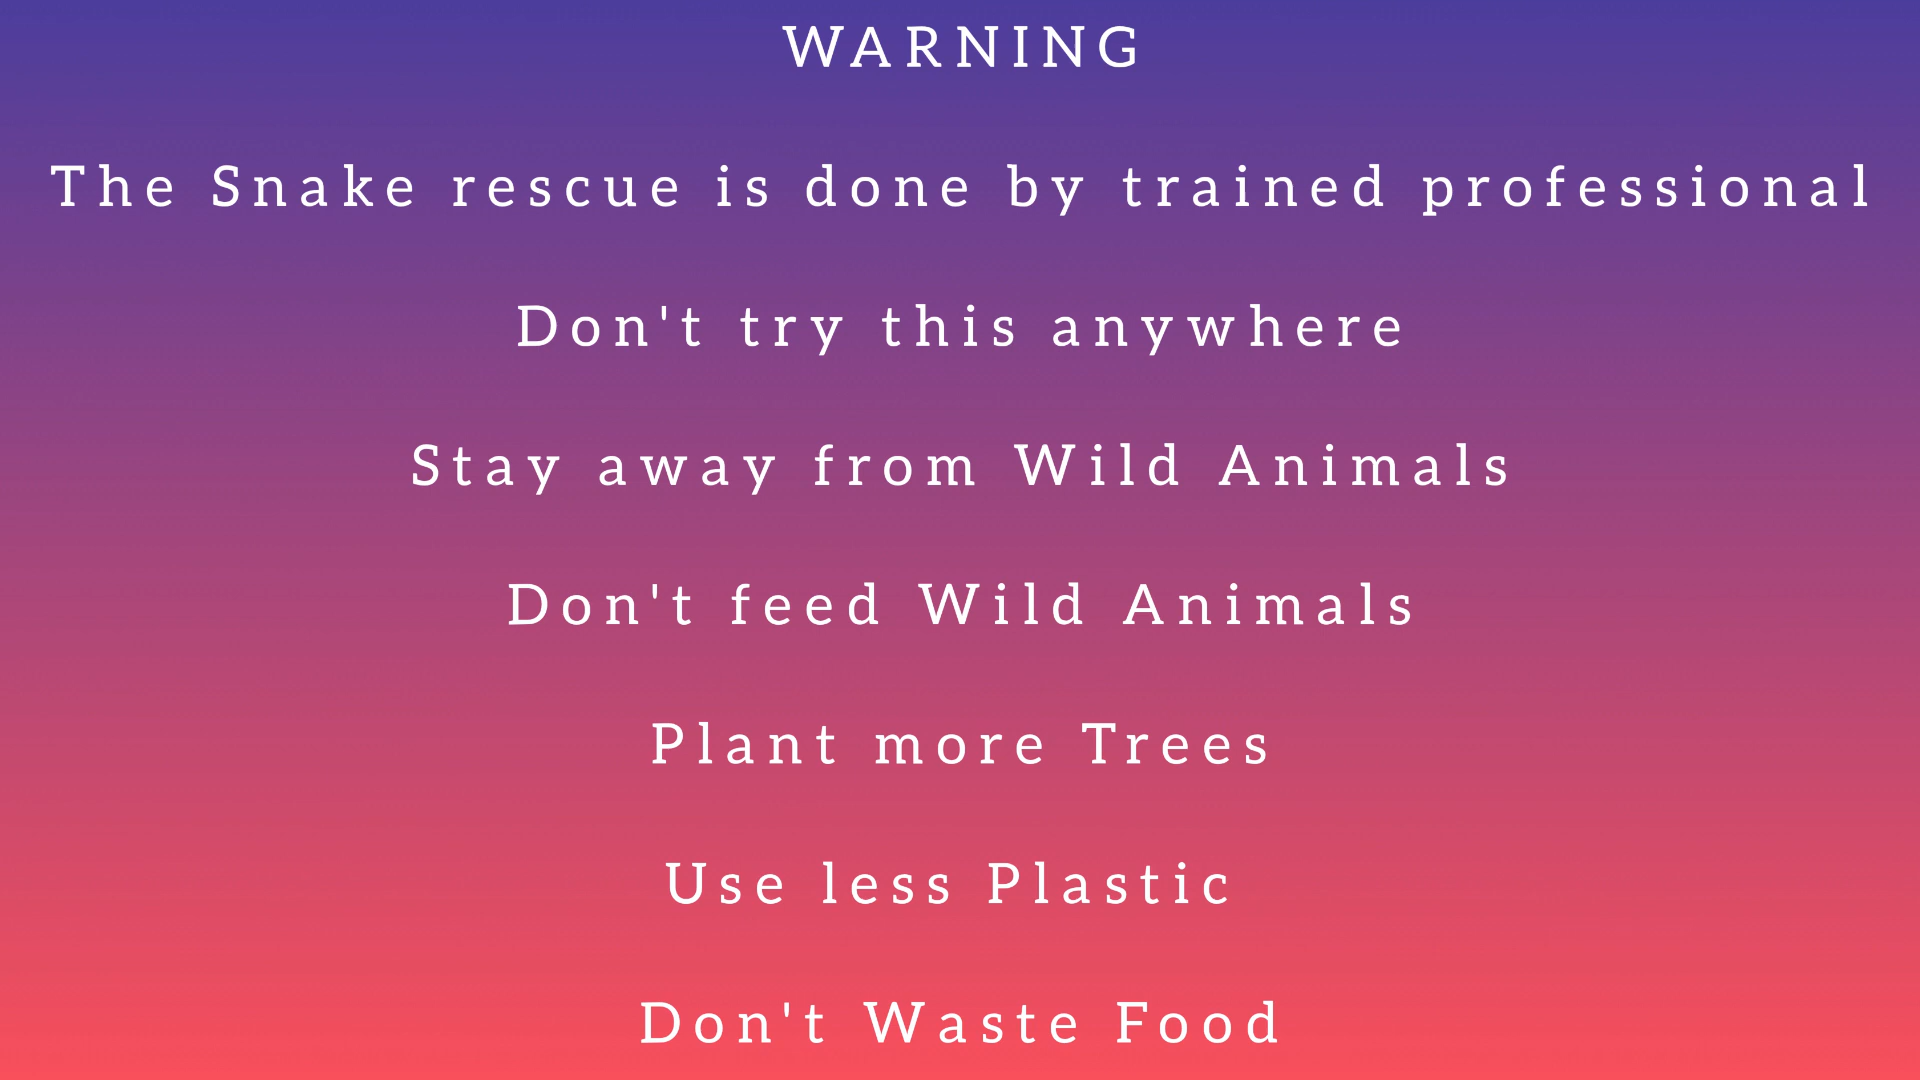 WARNING
The Snake rescue is done by trained professional
Don't try this anywhere
Stay away from Wild Animals
Don't feed Wild Animals
Plant more Trees
Use less Plastic
Don't Waste Food